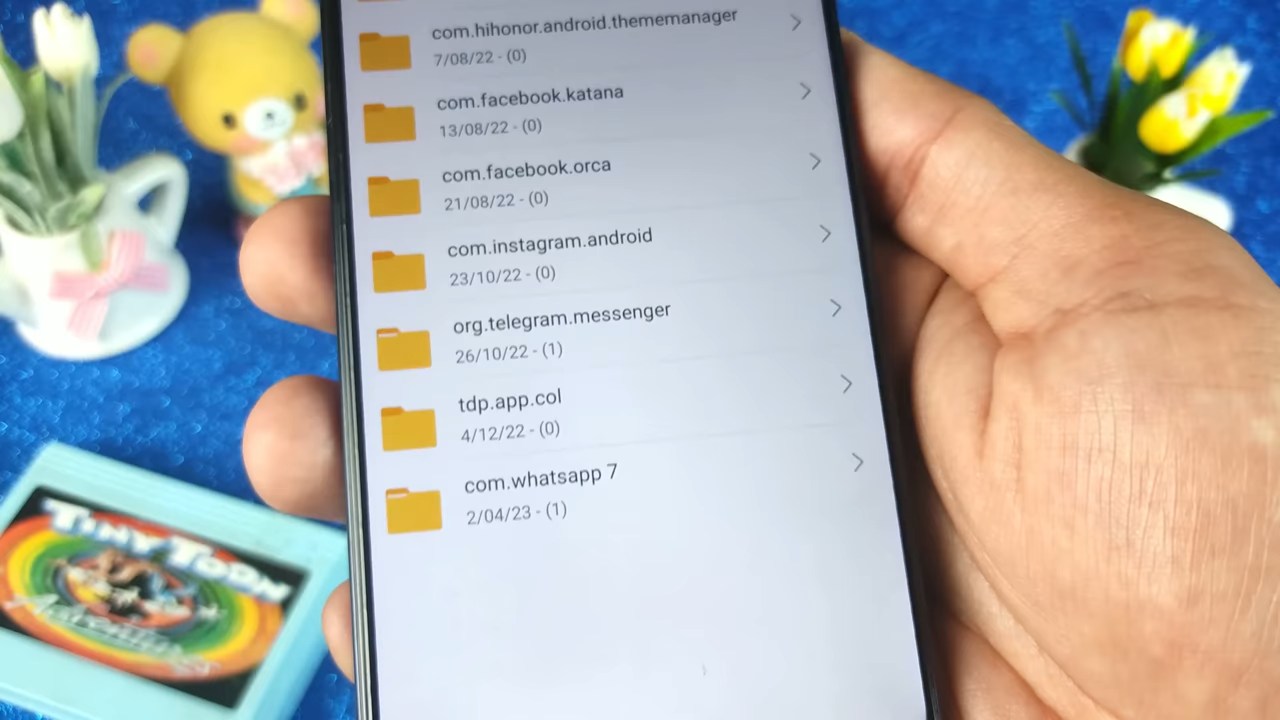 com.hihonor.android.thememanager
7/08/22 - (0)
com.facebook.katana
13/08/22 - (0)
com.facebook.orca
21/08/22 - (0)
com.instagram.android
23/10/22 - (0)
org.telegram.messenger
26/10/22 - (1)
tdp.app.col
4/12/22 - (0)
com.whatsapp 7
2/04/23 - (1)
TINY TOON
Adventures